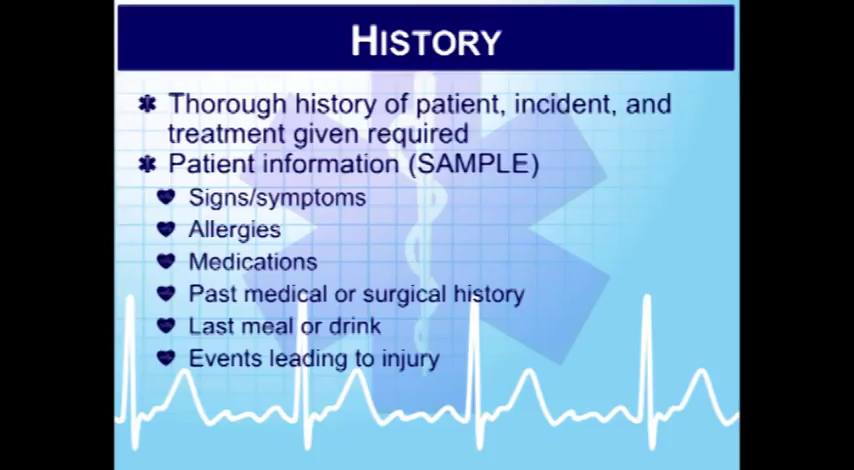 HISTORY
Thorough history of patient, incident, and
treatment given required
Patient information (SAMPLE)
Signs/symptoms
Allergies
Medications
Past medical or surgical history
Last meal or drink
Events leading to injury